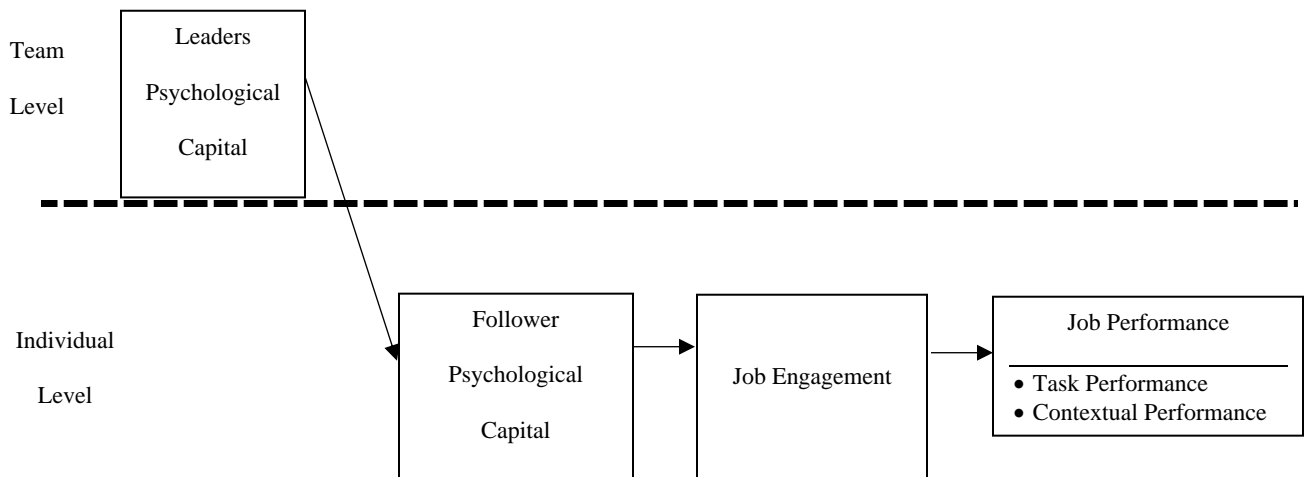 Team
Level
Leaders
Psychological
Capital
Individual
Level
Follower
Psychological
Capital
Job Engagement
Job Performance
• Task Performance
• Contextual Performance